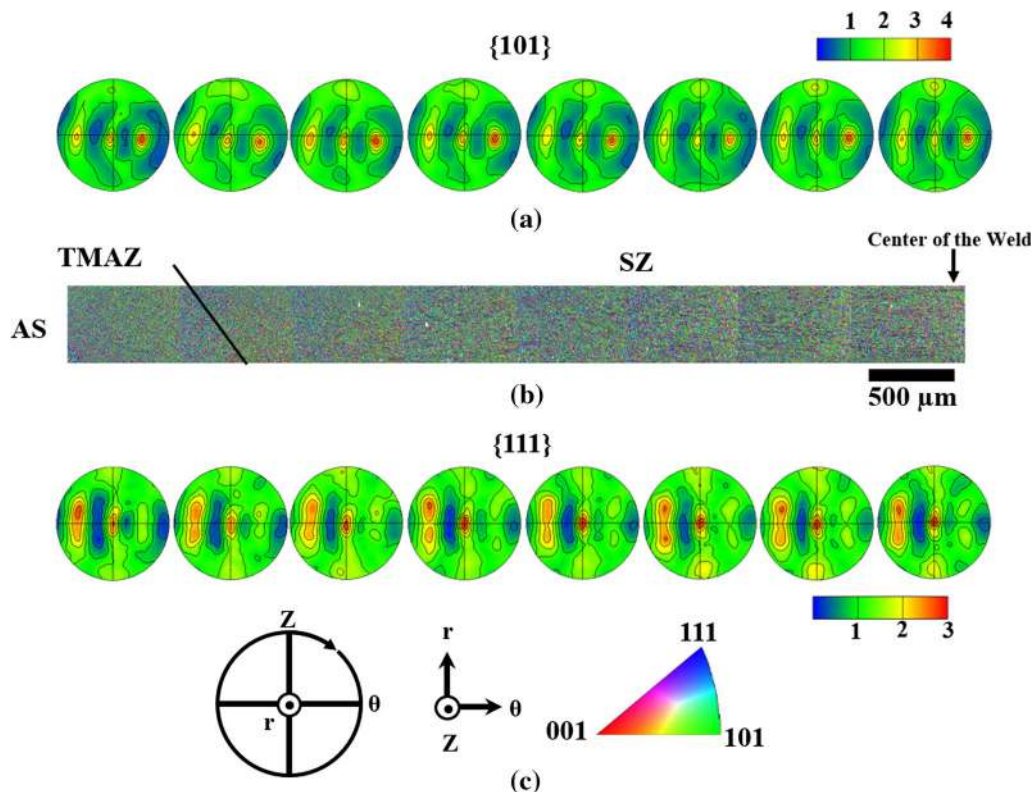 {101}
1 2 3 4
(a)
Center of the Weld
TMAZ
SZ
AS
(b)
500 µm
{111}
1 2 3
Z
θ
r
r
θ
Z
111
001
101
(c)